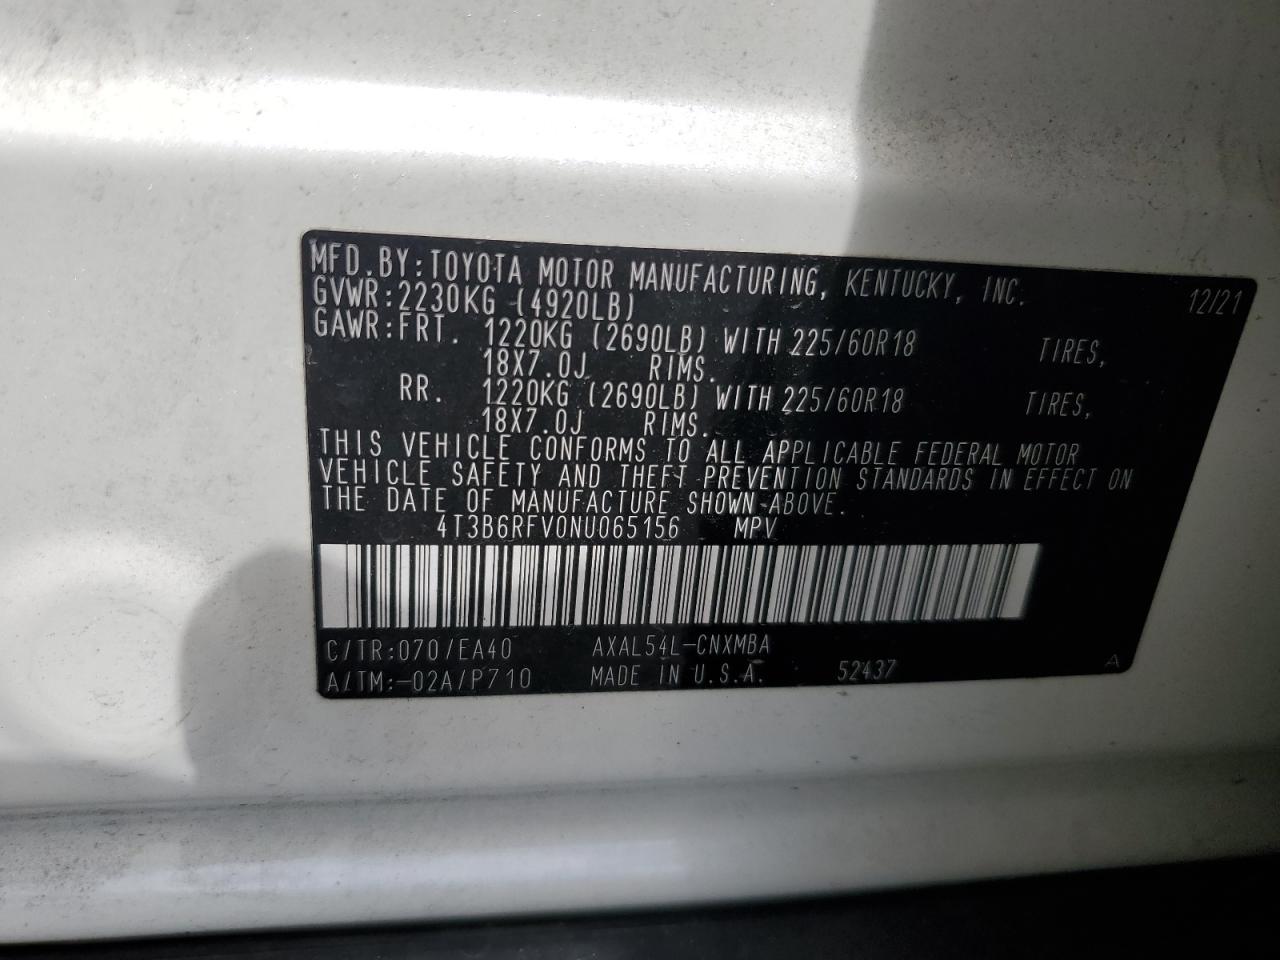 MFD.BY:TOYOTA MOTOR MANUFACTURING, KENTUCKY, INC. 12/21
GVWR:2230KG (4920LB)
GAWR:FRT. 1220KG (2690LB) WITH 225/60R18 TIRES,
18X7.0J RIMS.
RR. 1220KG (2690LB) WITH 225/60R18 TIRES,
18X7.0J RIMS.
THIS VEHICLE CONFORMS TO ALL APPLICABLE FEDERAL MOTOR
VEHICLE SAFETY AND THEFT PREVENTION STANDARDS IN EFFECT ON
THE DATE OF MANUFACTURE SHOWN ABOVE.
4T3B6RFV0NU065156 MPV
C/TR:070/EA40 AXAL54L-CNXMBA
A/TM:-02A/P710 MADE IN U.S.A. 52437 A